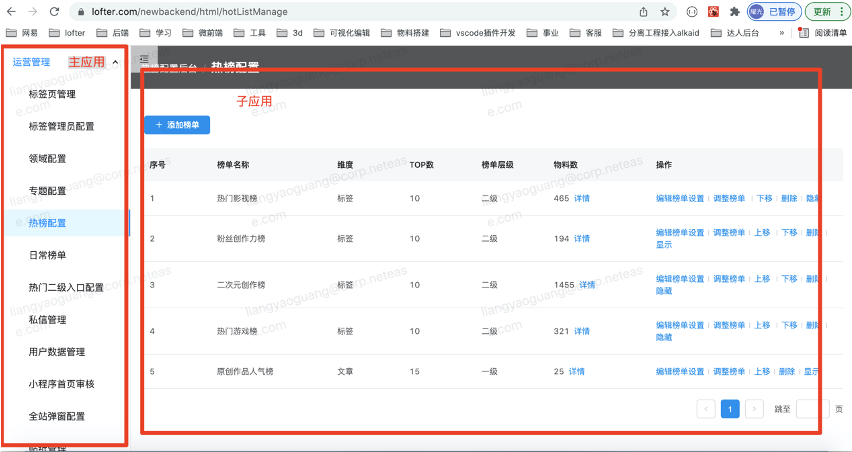 lofter.com/newbackend/html/hotListManage
已暂停
更新
网易 lofter 后端 学习 微前端 工具 3d 可视化编辑 物料搭建 vscode插件开发 事业 客服 分离工程接入alkaid 达人后台 » 阅读清单
运营管理 主应用
标签页管理
标签管理员配置
领域配置
专题配置
热榜配置
日常榜单
热门二级入口配置
私信管理
用户数据管理
小程序首页审核
全站弹窗配置
热榜配置
子应用
+ 添加榜单
序号 榜单名称 维度 TOP数 榜单层级 物料数 操作
1 热门影视榜 标签 10 二级 465 详情 编辑榜单设置 调整榜单 下移 删除 隐藏
2 粉丝创作力榜 标签 10 二级 194 详情 编辑榜单设置 调整榜单 上移 下移 删除
显示
3 二次元创作榜 标签 10 二级 1455 详情 编辑榜单设置 调整榜单 上移 下移 删除
隐藏
4 热门游戏榜 标签 10 二级 321 详情 编辑榜单设置 调整榜单 上移 下移 删除
隐藏
5 原创作品人气榜 文章 15 一级 25 详情 编辑榜单设置 调整榜单 上移 删除 显示
< 1 > 跳至 页
liangyaoguang@corp.netease.com